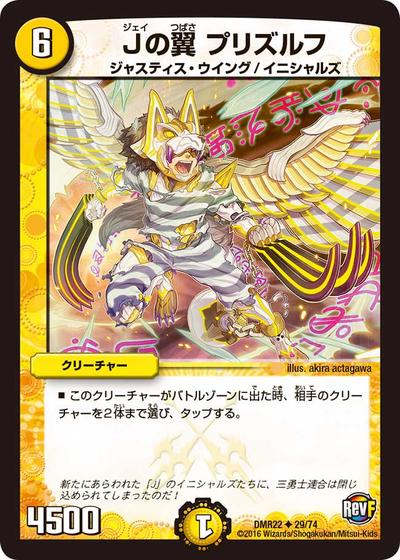 6
ジェイ つばさ
Jの翼 プリズルフ
ジャスティス・ウイング / イニシャルズ
illus. akira actagawa
クリーチャー
■ このクリーチャーがバトルゾーンに出た時、相手のクリ
ーチャーを2体まで選び、タップする。
新たにあらわれた「J」のイニシャルズたちに、三勇士連合は閉じ
込められてしまったのだ！
RevF
4500
1
DMR22 ◆ 29/74
©2016 Wizards/Shogakukan/Mitsui-Kids